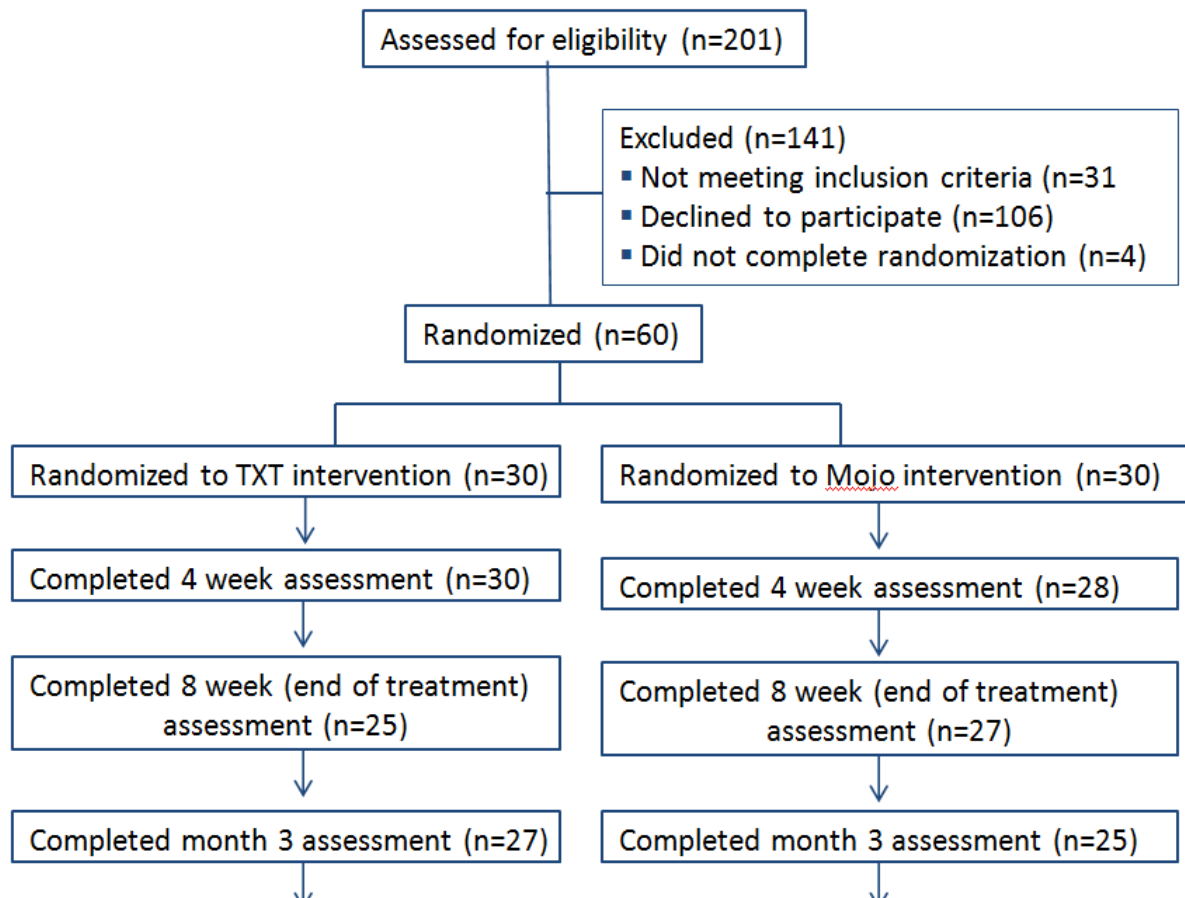 Assessed for eligibility (n=201)
Excluded (n=141)
▪ Not meeting inclusion criteria (n=31
▪ Declined to participate (n=106)
▪ Did not complete randomization (n=4)
Randomized (n=60)
Randomized to TXT intervention (n=30)
Randomized to Mojo intervention (n=30)
Completed 4 week assessment (n=30)
Completed 4 week assessment (n=28)
Completed 8 week (end of treatment)
assessment (n=25)
Completed 8 week (end of treatment)
assessment (n=27)
Completed month 3 assessment (n=27)
Completed month 3 assessment (n=25)